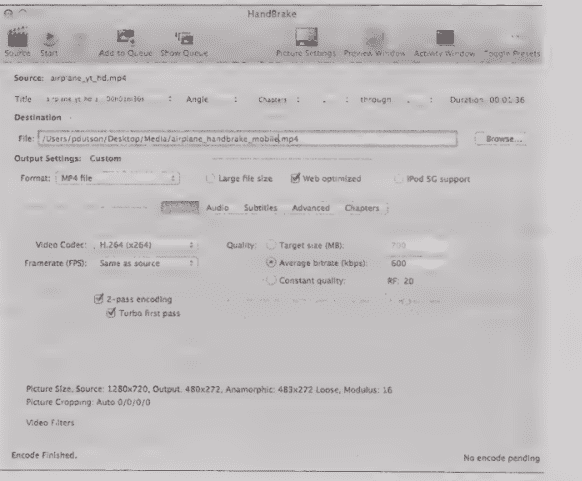 HandBrake
Source Start Add to Queue Show Queue Picture Settings Preview Window Activity Window Toggle Presets
Source: airplane_yt_hd.mp4
Title Angle : Chapters : through : Duration: 00:01:36
Destination
File: /Users/pdutson/Desktop/Media/airplane_handbrake_mobile.mp4 Browse...
Output Settings: Custom
Format: MP4 file Large file size Web optimized iPod 5G support
Audio Subtitles Advanced Chapters
Video Codec: H.264 (x264) Quality: Target size (MB):
Framerate (FPS): Same as source Average bitrate (kbps): 600
Constant quality: RF: 20
2-pass encoding
Turbo first pass
Picture Size, Source: 1280x720, Output: 480x272, Anamorphic: 483x272 Loose, Modulus: 16
Picture Cropping: Auto 0/0/0/0
Video Filters
Encode Finished. No encode pending